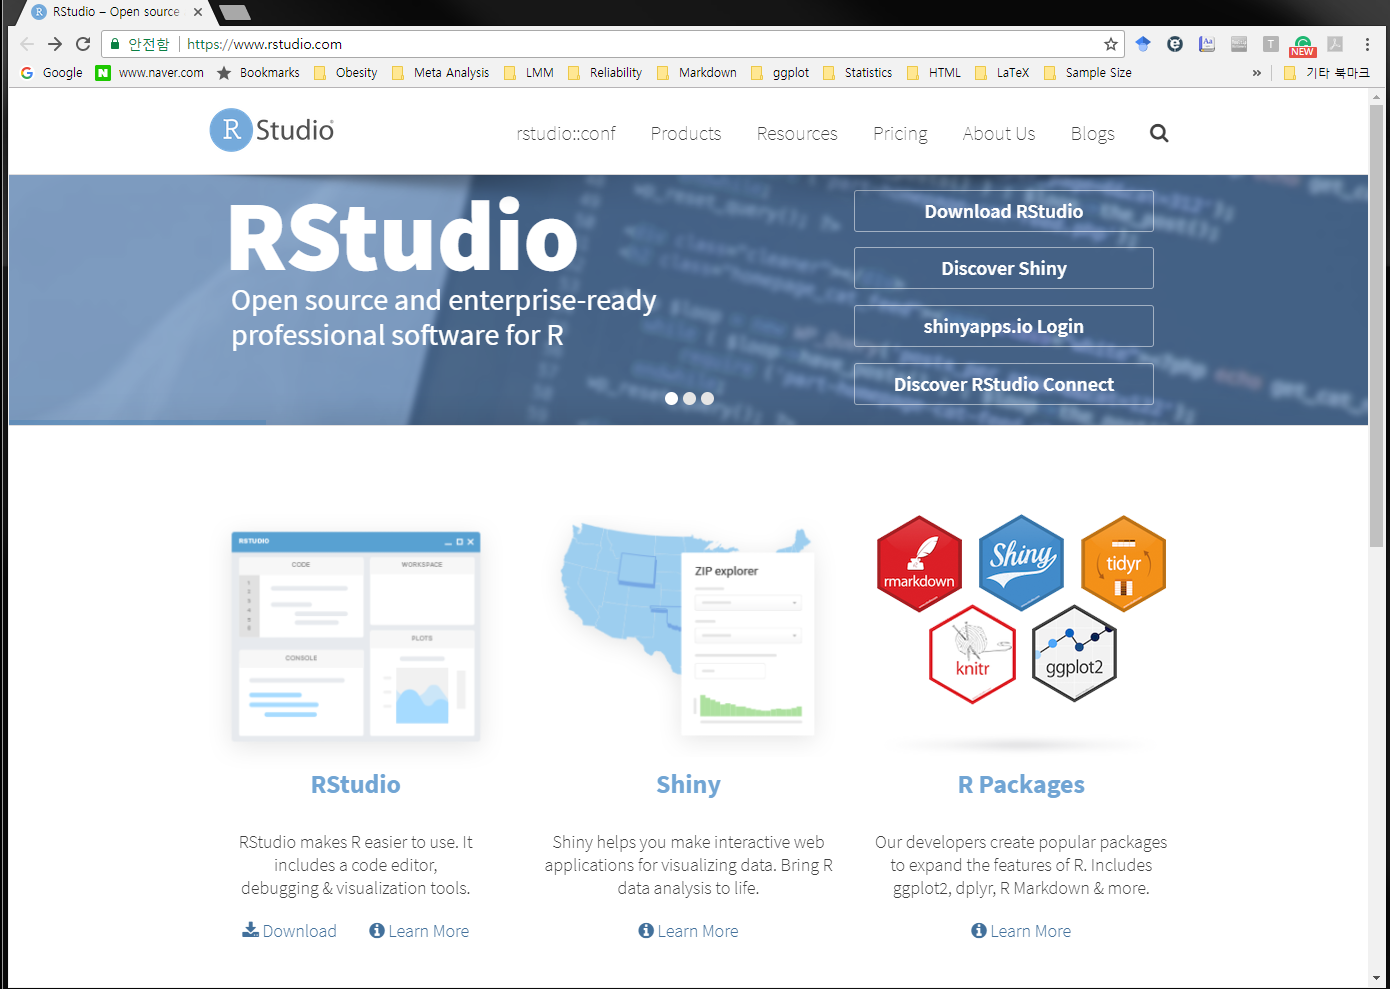 RStudio – Open source
안전함 https://www.rstudio.com
Google www.naver.com Bookmarks Obesity Meta Analysis LMM Reliability Markdown ggplot Statistics HTML LaTeX Sample Size » 기타 북마크
NEW
R Studio
rstudio::conf Products Resources Pricing About Us Blogs
RStudio
Open source and enterprise-ready
professional software for R
Download RStudio
Discover Shiny
shinyapps.io Login
Discover RStudio Connect
RSTUDIO
CODE
WORKSPACE
PLOTS
CONSOLE
ZIP explorer
rmarkdown
Shiny
tidyr
knitr
ggplot2
RStudio
RStudio makes R easier to use. It
includes a code editor,
debugging & visualization tools.
Download Learn More
Shiny
Shiny helps you make interactive web
applications for visualizing data. Bring R
data analysis to life.
Learn More
R Packages
Our developers create popular packages
to expand the features of R. Includes
ggplot2, dplyr, R Markdown & more.
Learn More